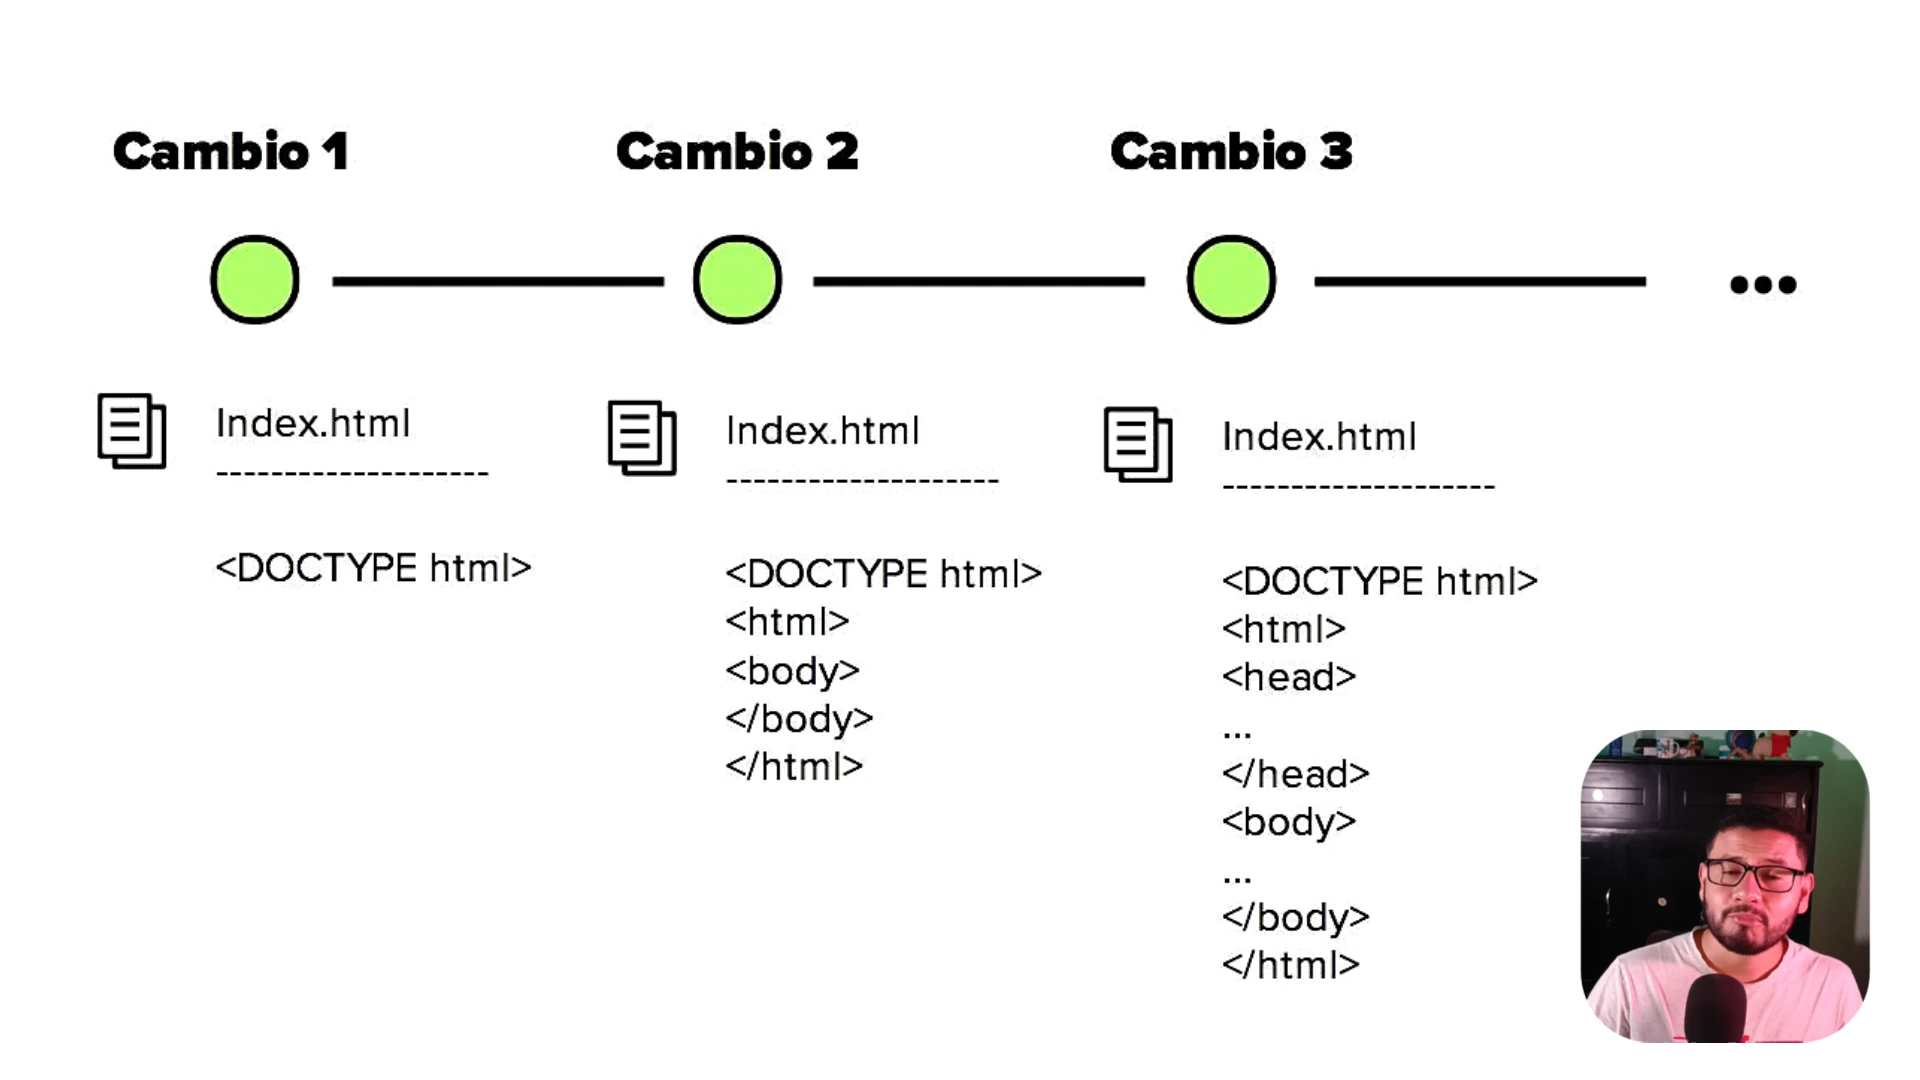 Cambio 1
Cambio 2
Cambio 3
...
Index.html
--------------------
<DOCTYPE html>
Index.html
--------------------
<DOCTYPE html>
<html>
<body>
</body>
</html>
Index.html
--------------------
<DOCTYPE html>
<html>
<head>
...
</head>
<body>
...
</body>
</html>